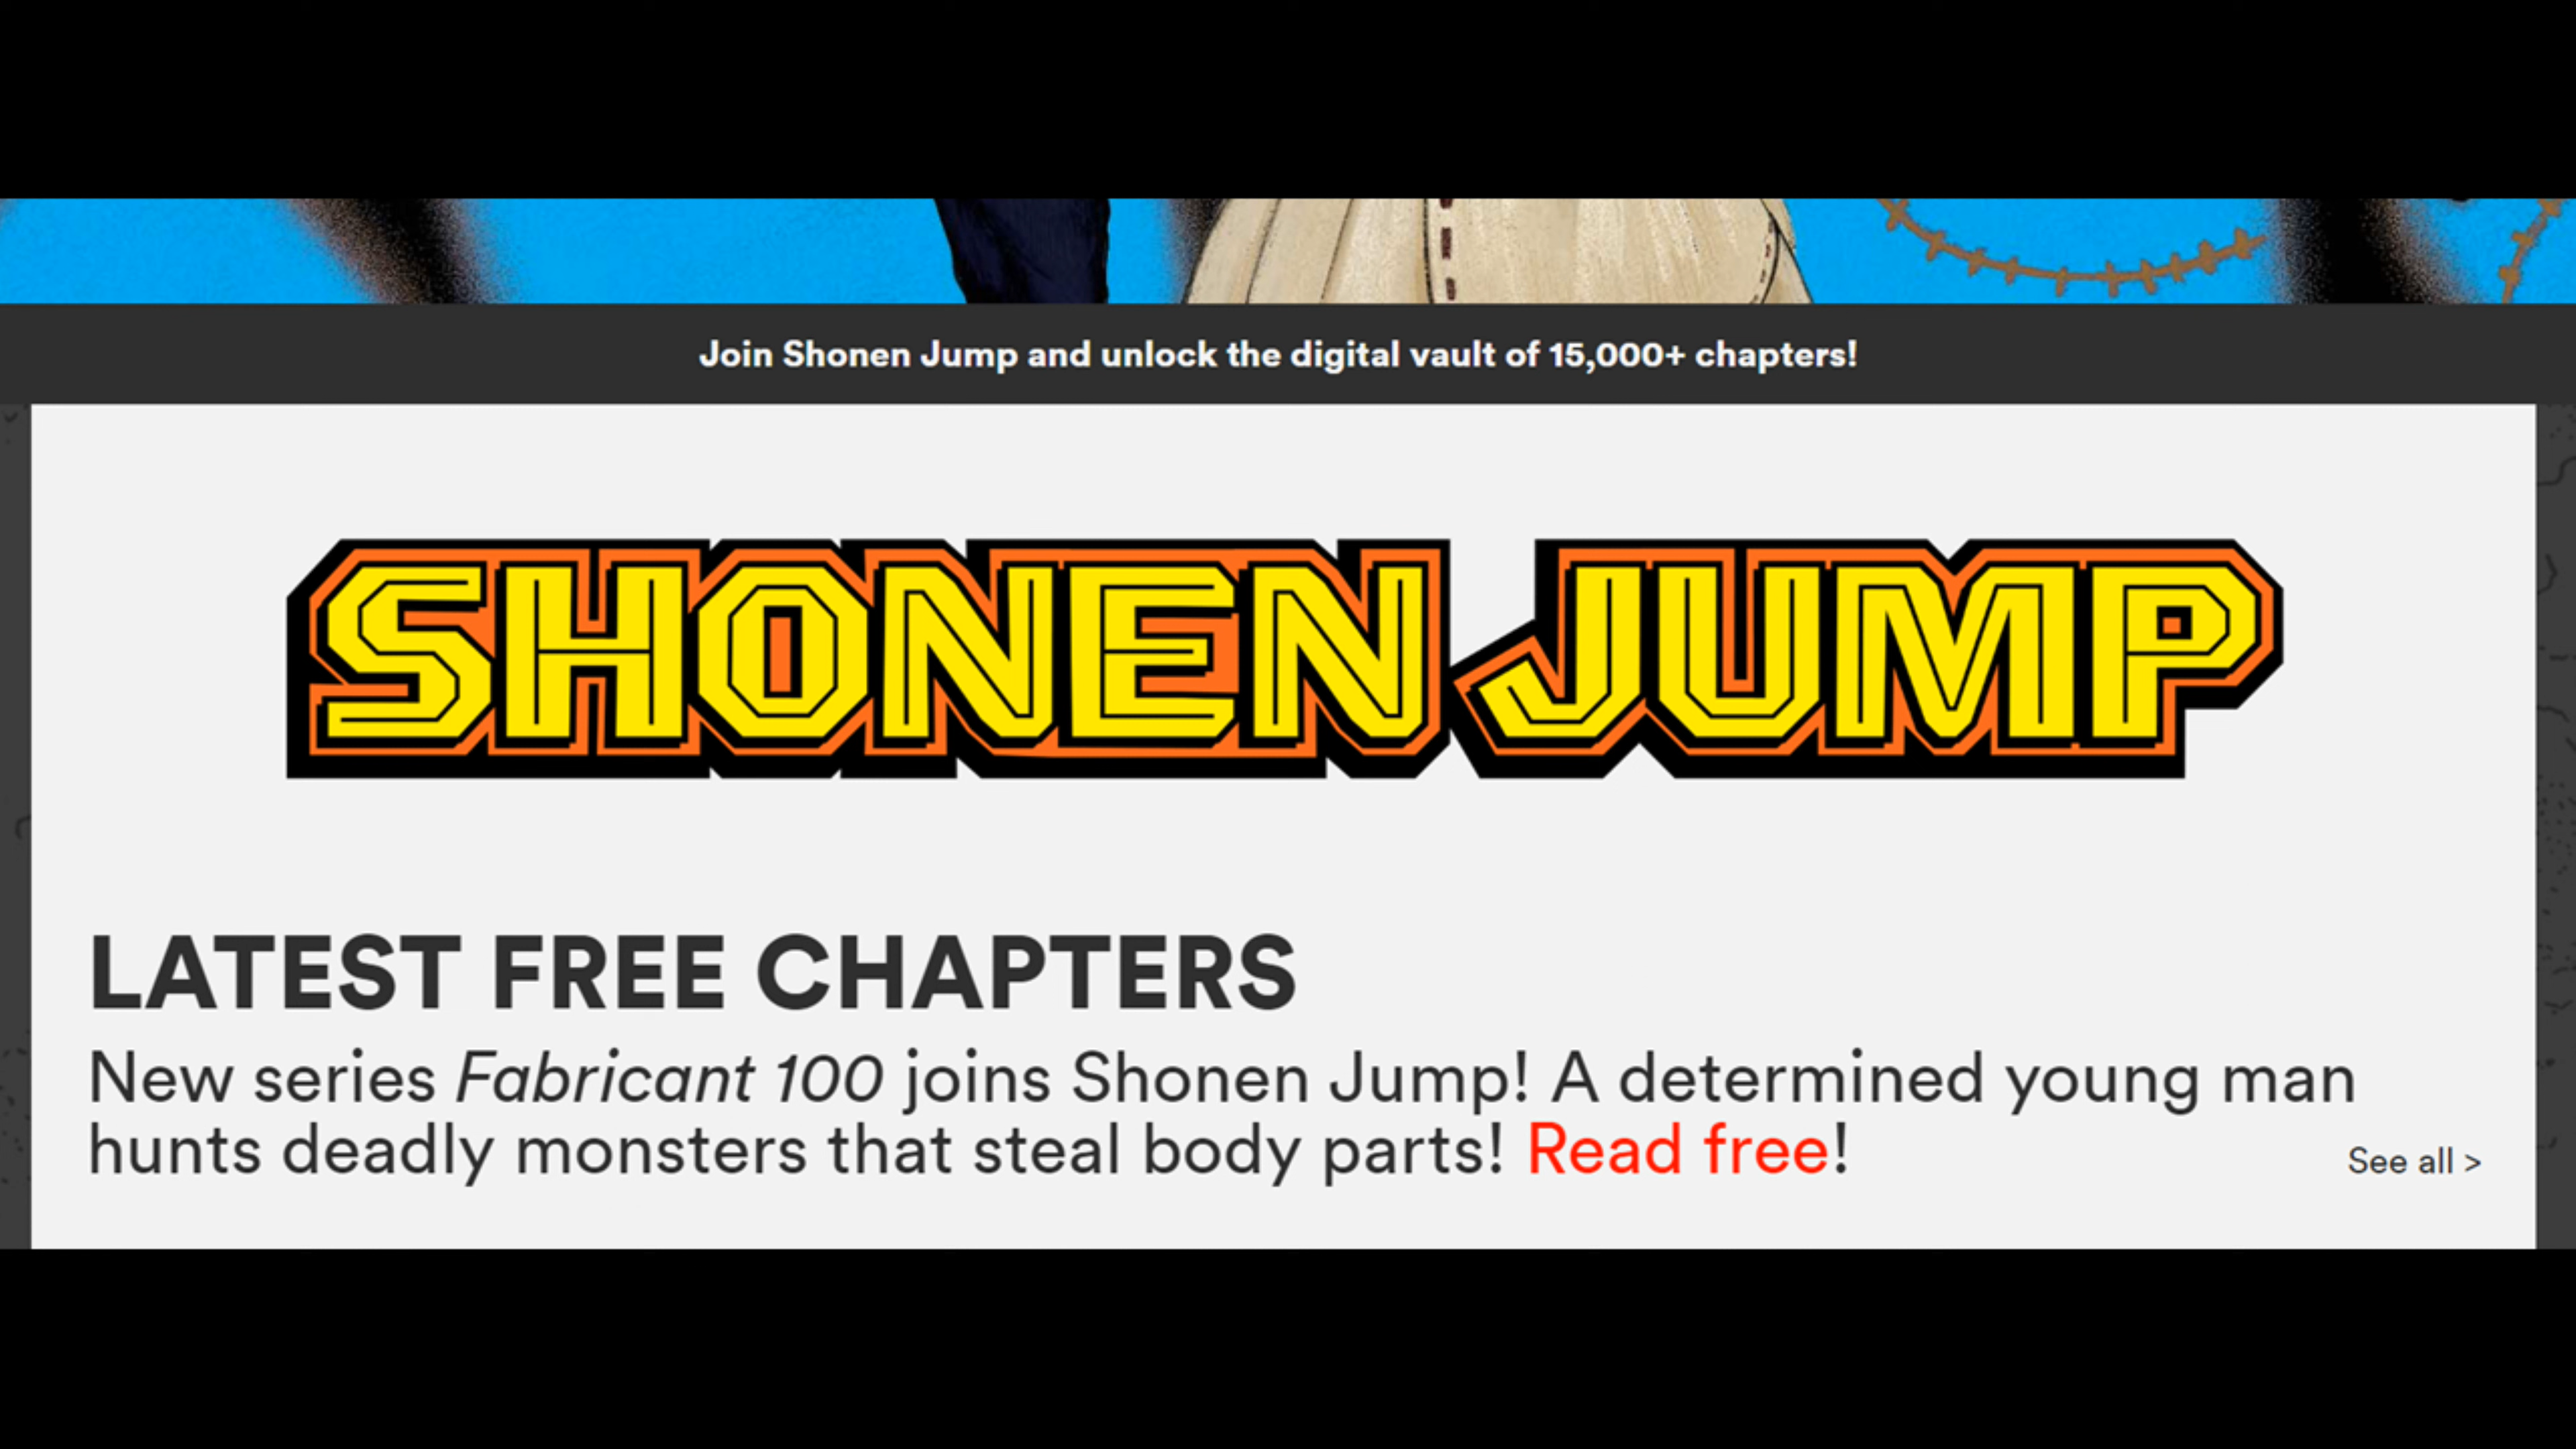 Join Shonen Jump and unlock the digital vault of 15,000+ chapters!
SHONEN JUMP
LATEST FREE CHAPTERS
New series Fabricant 100 joins Shonen Jump! A determined young man
hunts deadly monsters that steal body parts! Read free!
See all >